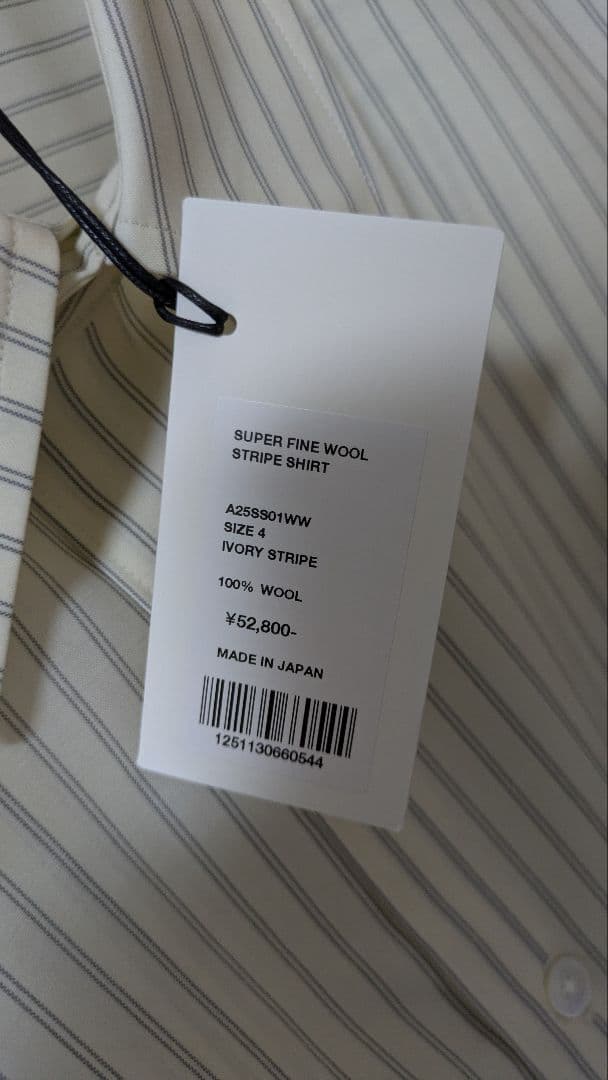 SUPER FINE WOOL
STRIPE SHIRT
A25SS01WW
SIZE 4
IVORY STRIPE
100% WOOL
¥52,800-
MADE IN JAPAN
1251130660544